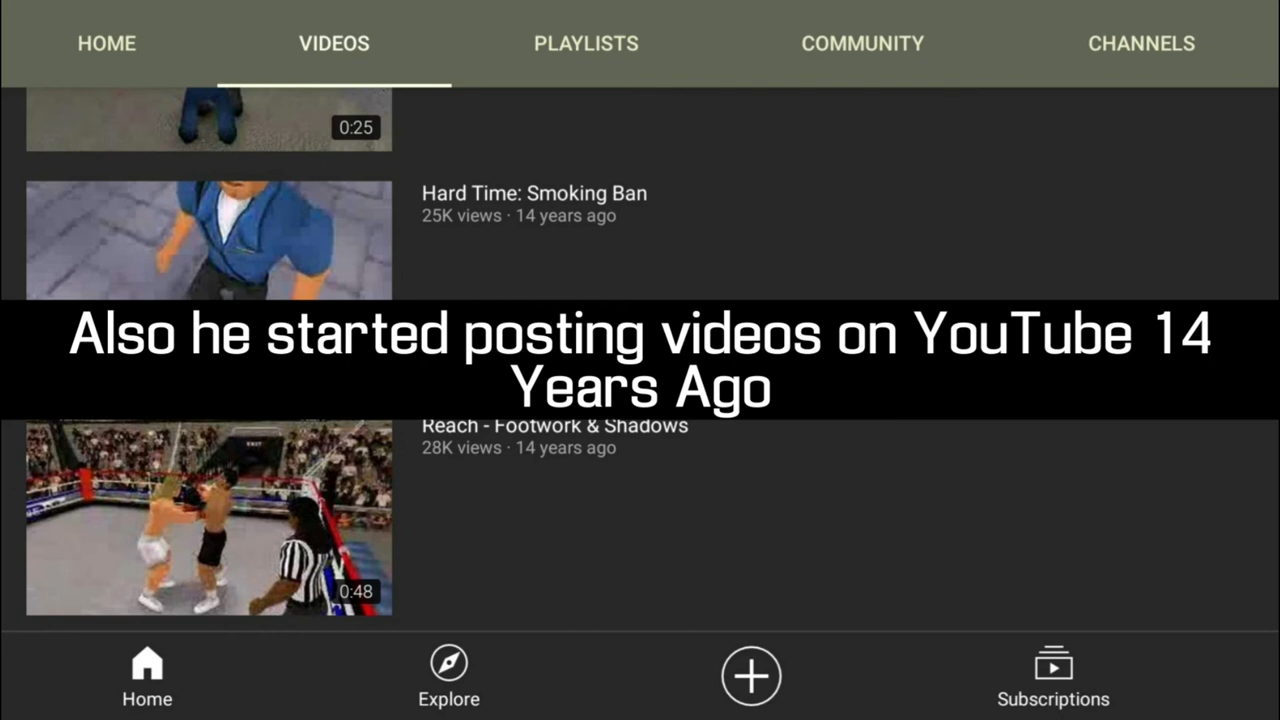 HOME VIDEOS PLAYLISTS COMMUNITY CHANNELS
0:25
Hard Time: Smoking Ban
25K views · 14 years ago
Also he started posting videos on YouTube 14
Years Ago
Reach - Footwork & Shadows
28K views · 14 years ago
EXIT
0:48
Home Explore Subscriptions